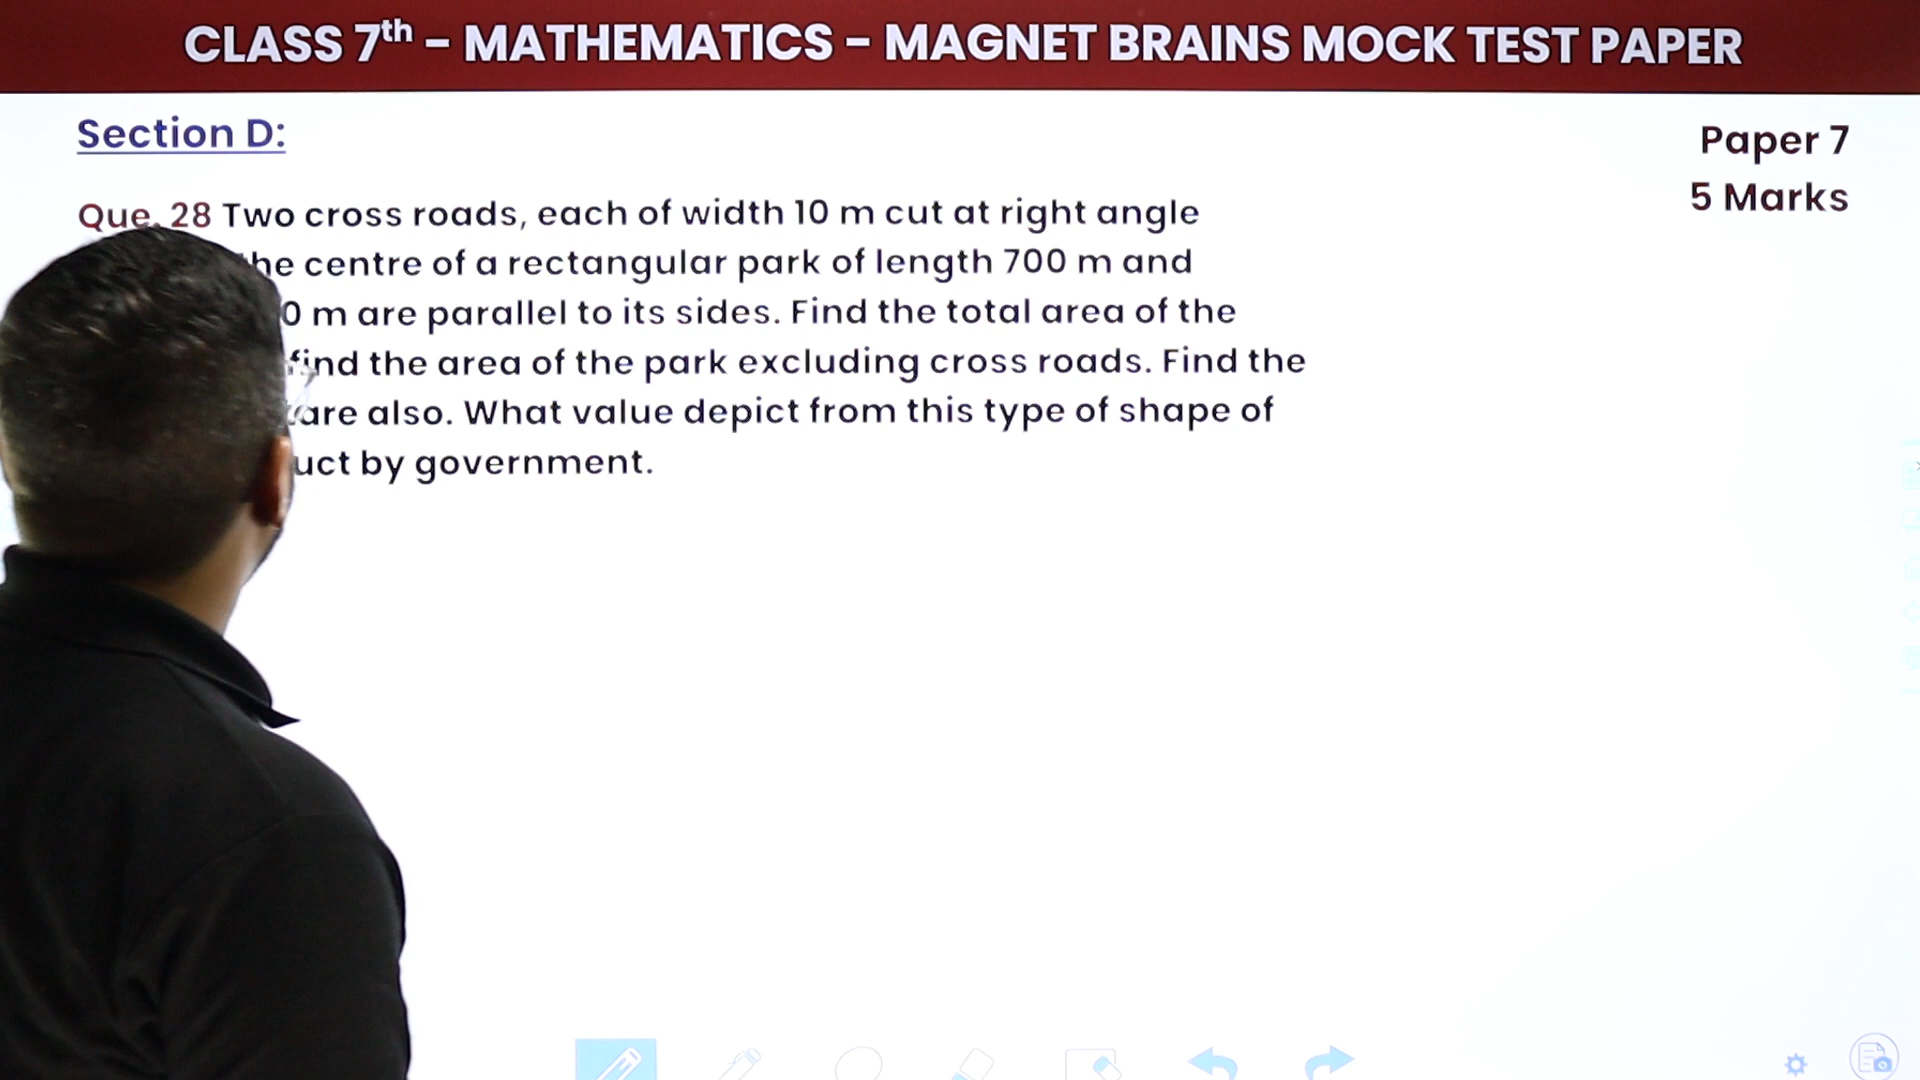 CLASS 7th - MATHEMATICS - MAGNET BRAINS MOCK TEST PAPER
Section D:
Paper 7
5 Marks
Que. 28 Two cross roads, each of width 10 m cut at right angle
he centre of a rectangular park of length 700 m and
0 m are parallel to its sides. Find the total area of the
find the area of the park excluding cross roads. Find the
are also. What value depict from this type of shape of
uct by government.